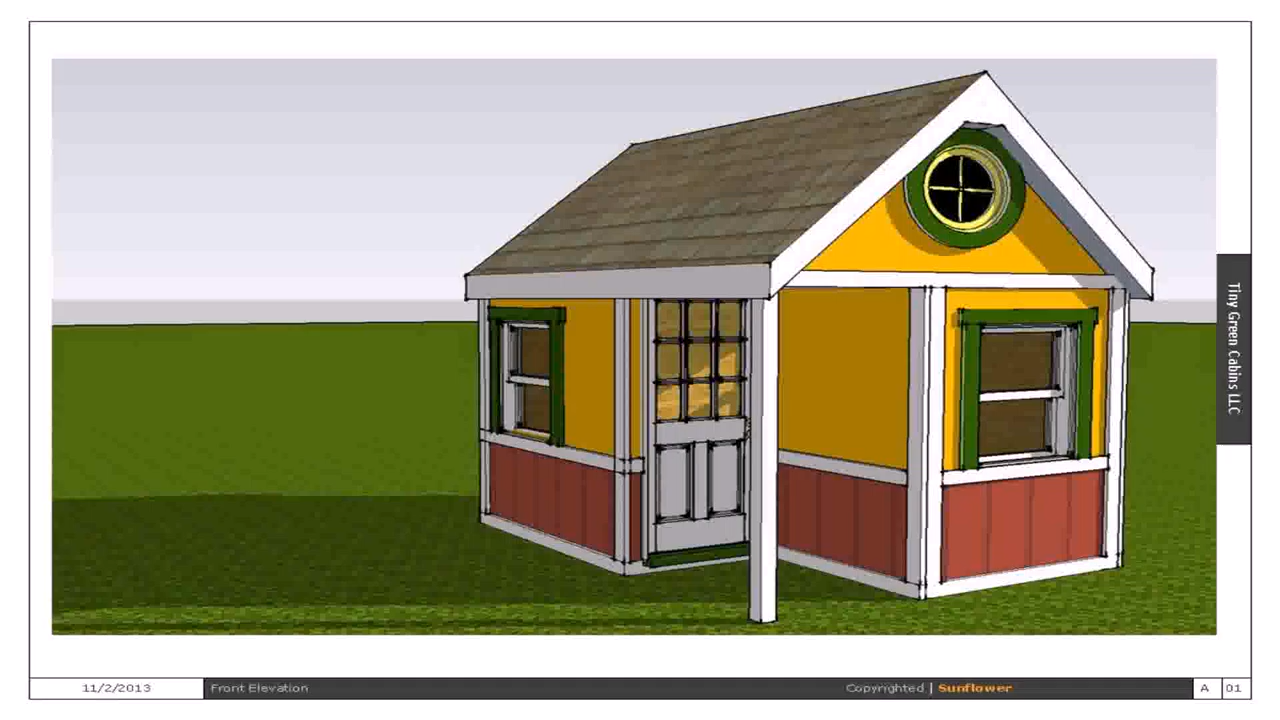 Tiny Green Cabins LLC
11/2/2013
Front Elevation
Copyrighted | Sunflower
A
01